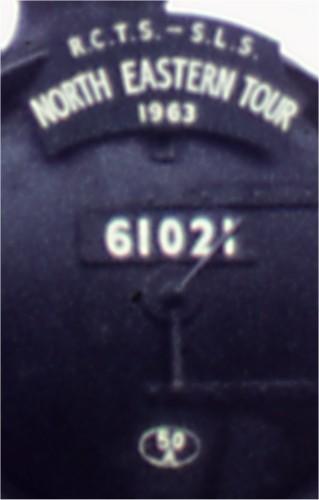 R.C.T.S. – S.L.S.
NORTH EASTERN TOUR
1963
61021
50
A